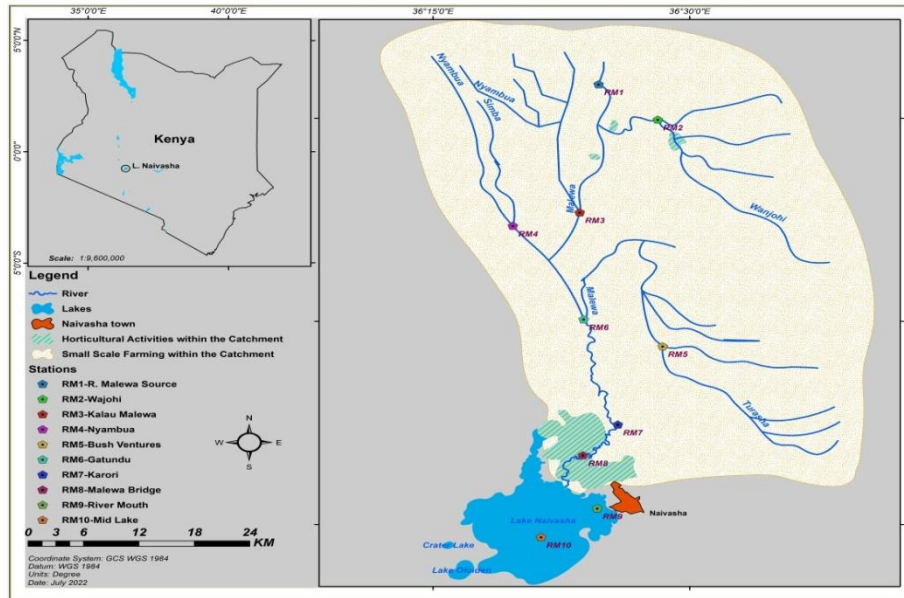 35°0'0"E
40°0'0"E
36°15'0"E
36°30'0"E
5°0'0"N
0°0'0"
5°0'0"S
Kenya
L. Naivasha
Scale: 1:9,600,000
Legend
River
Lakes
Naivasha town
Horticultural Activities within the Catchment
Small Scale Farming within the Catchment
Stations
RM1-R. Malewa Source
RM2-Wajohi
RM3-Kalau Malewa
RM4-Nyambua
RM5-Bush Ventures
RM6-Gatundu
RM7-Karori
RM8-Malewa Bridge
RM9-River Mouth
RM10-Mid Lake
N
W
E
S
0 3 6 12 18 24
KM
Coordinate System: GCS WGS 1984
Datum: WGS 1984
Units: Degree
Date: July 2022
Nyambua
Nyambua
Simba
RM1
RM2
Wanjohi
Malewa
RM3
RM4
Malewa
RM6
RM5
Turasha
RM7
RM8
Naivasha
RM9
Lake Naivasha
RM10
Crater Lake
Lake Oloiden